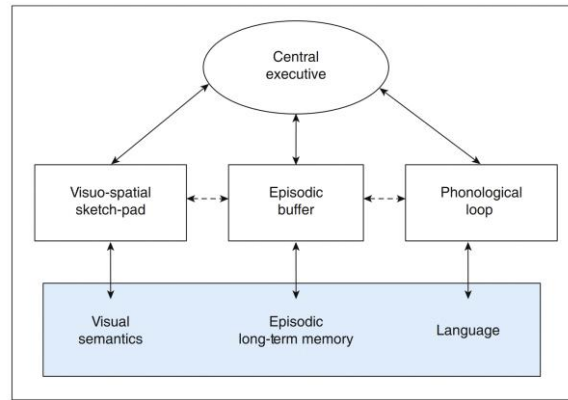 Central
executive
Visuo-spatial
sketch-pad
Episodic
buffer
Phonological
loop
Visual
semantics
Episodic
long-term memory
Language